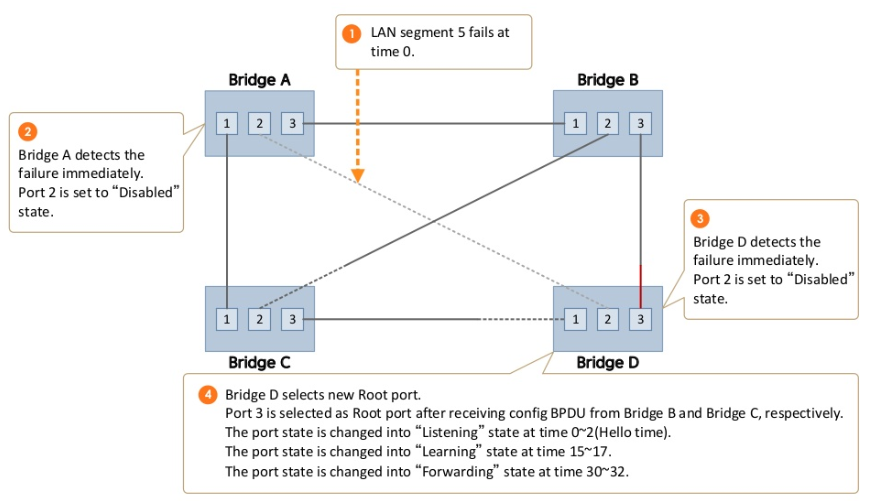 1 LAN segment 5 fails at
time 0.
Bridge A
Bridge B
1 2 3
1 2 3
2
Bridge A detects the
failure immediately.
Port 2 is set to “Disabled”
state.
3
Bridge D detects the
failure immediately.
Port 2 is set to “Disabled”
state.
1 2 3
1 2 3
Bridge C
Bridge D
4 Bridge D selects new Root port.
Port 3 is selected as Root port after receiving config BPDU from Bridge B and Bridge C, respectively.
The port state is changed into “Listening” state at time 0~2(Hello time).
The port state is changed into “Learning” state at time 15~17.
The port state is changed into “Forwarding” state at time 30~32.